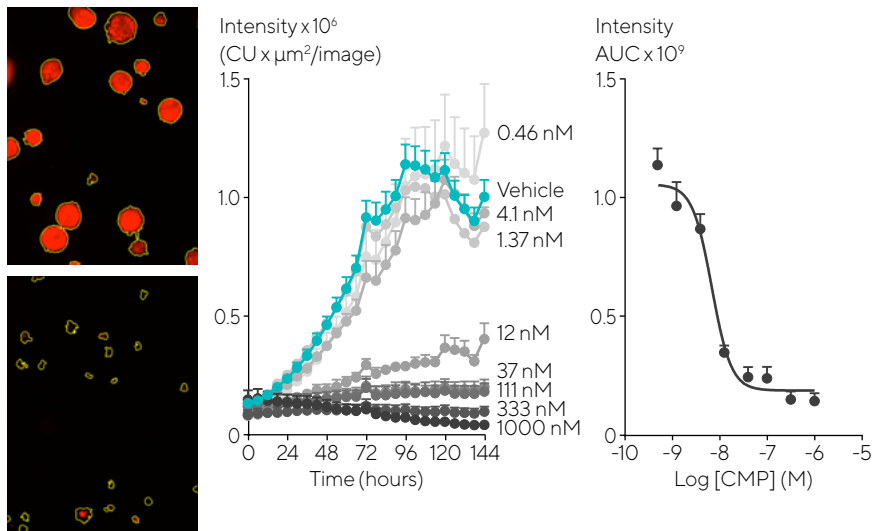 Intensity x 10⁶
(CU x µm²/image)
1.5
1.0
0.5
0
0 24 48 72 96 120 144
Time (hours)
0.46 nM
Vehicle
4.1 nM
1.37 nM
12 nM
37 nM
111 nM
333 nM
1000 nM
Intensity
AUC x 10⁹
1.5
1.0
0.5
0
-10 -9 -8 -7 -6 -5
Log [CMP] (M)